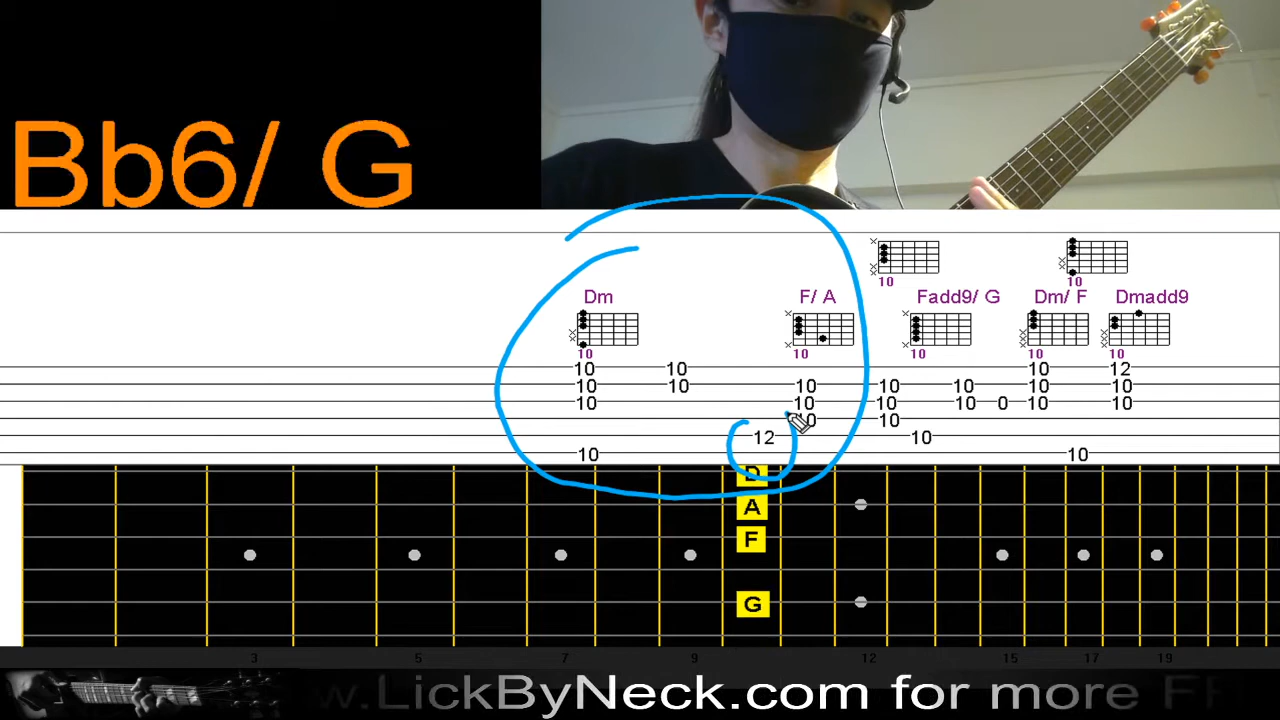 Bb6/ G
10 10
Dm F/ A Fadd9/ G Dm/ F Dmadd9
10 10 10 10 10
10 10 10 12
10 10 10 10 10 10 10
10 10 10 10 0 10 10
10
12 10
10 10
D
A
F
G
3 5 7 9 12 15 17 19
w.LickByNeck.com for more